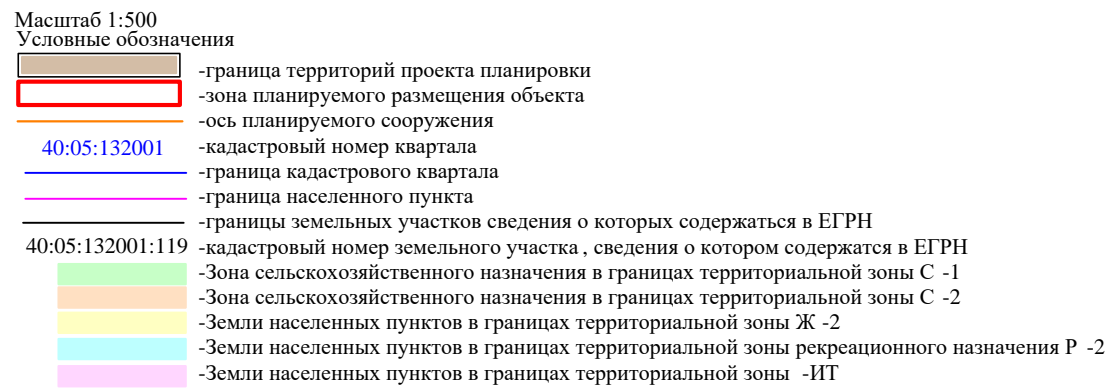 Масштаб 1:500
Условные обозначения
-граница территорий проекта планировки
-зона планируемого размещения объекта
-ось планируемого сооружения
40:05:132001 -кадастровый номер квартала
-граница кадастрового квартала
-граница населенного пункта
-границы земельных участков сведения о которых содержаться в ЕГРН
40:05:132001:119 -кадастровый номер земельного участка , сведения о котором содержатся в ЕГРН
-Зона сельскохозяйственного назначения в границах территориальной зоны С -1
-Зона сельскохозяйственного назначения в границах территориальной зоны С -2
-Земли населенных пунктов в границах территориальной зоны Ж -2
-Земли населенных пунктов в границах территориальной зоны рекреационного назначения Р -2
-Земли населенных пунктов в границах территориальной зоны -ИТ